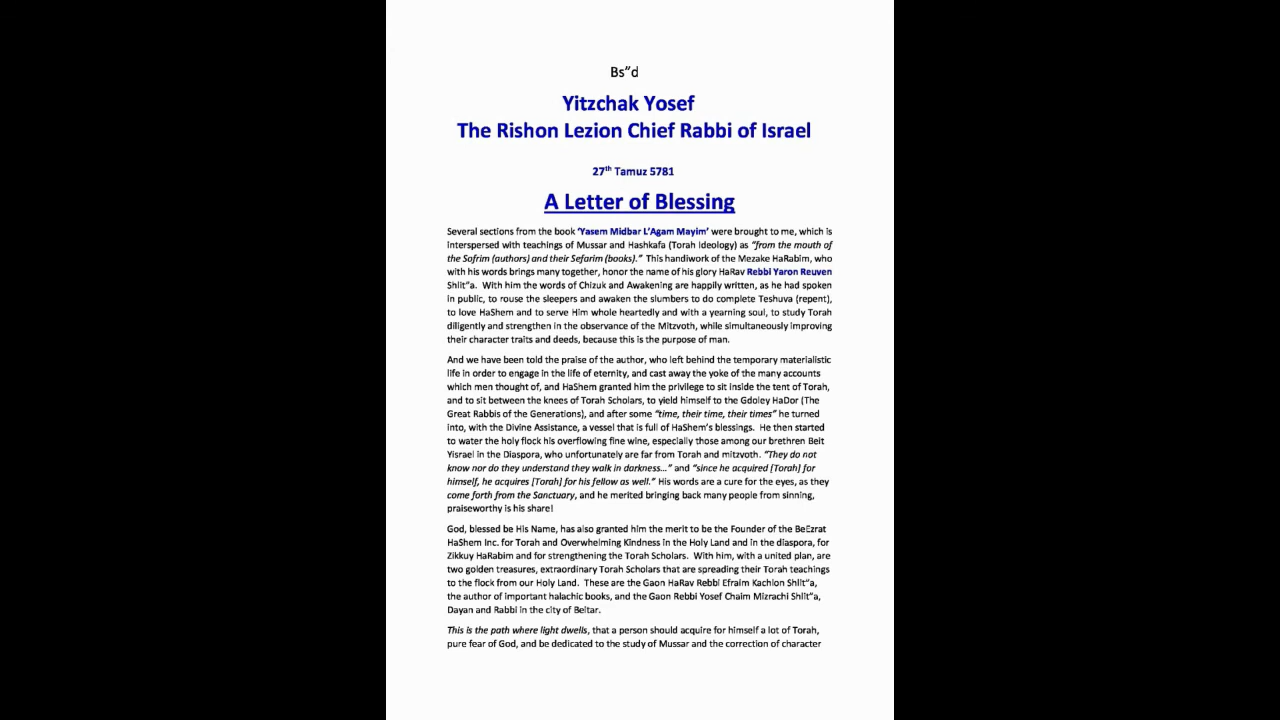 Bs"d
Yitzchak Yosef
The Rishon Lezion Chief Rabbi of Israel
27th Tamuz 5781
A Letter of Blessing
Several sections from the book 'Yasem Midbar L'Agam Mayim' were brought to me, which is
interspersed with teachings of Mussar and Hashkafa (Torah Ideology) as "from the mouth of
the Sofrim (authors) and their Sefarim (books)." This handiwork of the Mezake HaRabim, who
with his words brings many together, honor the name of his glory HaRav Rebbi Yaron Reuven
Shlit"a. With him the words of Chizuk and Awakening are happily written, as he had spoken
in public, to rouse the sleepers and awaken the slumbers to do complete Teshuva (repent),
to love HaShem and to serve Him whole heartedly and with a yearning soul, to study Torah
diligently and strengthen in the observance of the Mitzvoth, while simultaneously improving
their character traits and deeds, because this is the purpose of man.
And we have been told the praise of the author, who left behind the temporary materialistic
life in order to engage in the life of eternity, and cast away the yoke of the many accounts
which men thought of, and HaShem granted him the privilege to sit inside the tent of Torah,
and to sit between the knees of Torah Scholars, to yield himself to the Gdoley HaDor (The
Great Rabbis of the Generations), and after some "time, their time, their times" he turned
into, with the Divine Assistance, a vessel that is full of HaShem's blessings. He then started
to water the holy flock his overflowing fine wine, especially those among our brethren Beit
Yisrael in the Diaspora, who unfortunately are far from Torah and mitzvoth. "They do not
know nor do they understand they walk in darkness..." and "since he acquired [Torah] for
himself, he acquires [Torah] for his fellow as well." His words are a cure for the eyes, as they
come forth from the Sanctuary, and he merited bringing back many people from sinning,
praiseworthy is his share!
God, blessed be His Name, has also granted him the merit to be the Founder of the BeEzrat
HaShem Inc. for Torah and Overwhelming Kindness in the Holy Land and in the diaspora, for
Zikkuy HaRabim and for strengthening the Torah Scholars. With him, with a united plan, are
two golden treasures, extraordinary Torah Scholars that are spreading their Torah teachings
to the flock from our Holy Land. These are the Gaon HaRav Rebbi Efraim Kachlon Shlit"a,
the author of important halachic books, and the Gaon Rebbi Yosef Chaim Mizrachi Shlit"a,
Dayan and Rabbi in the city of Beitar.
This is the path where light dwells, that a person should acquire for himself a lot of Torah,
pure fear of God, and be dedicated to the study of Mussar and the correction of character